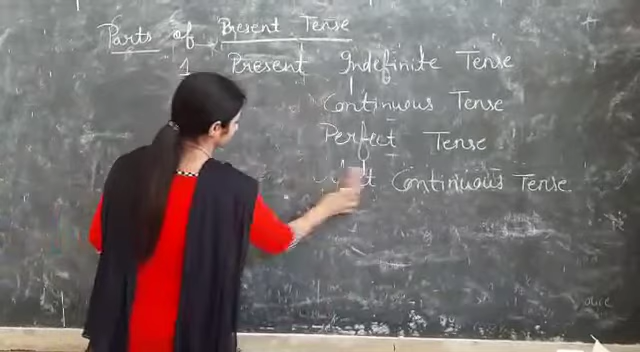 Parts of Present Tense
1 Present Indefinite Tense
Continuous Tense
Perfect Tense
Continuous Tense